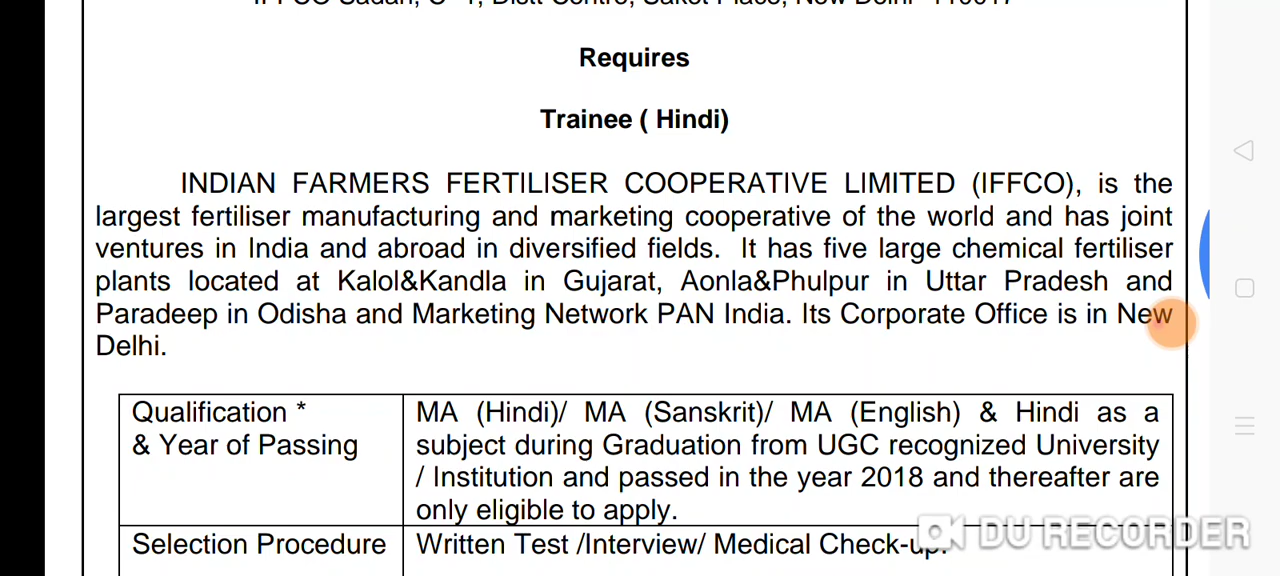 Requires
Trainee ( Hindi)
INDIAN FARMERS FERTILISER COOPERATIVE LIMITED (IFFCO), is the
largest fertiliser manufacturing and marketing cooperative of the world and has joint
ventures in India and abroad in diversified fields. It has five large chemical fertiliser
plants located at Kalol&Kandla in Gujarat, Aonla&Phulpur in Uttar Pradesh and
Paradeep in Odisha and Marketing Network PAN India. Its Corporate Office is in New
Delhi.
Qualification *
& Year of Passing
MA (Hindi)/ MA (Sanskrit)/ MA (English) & Hindi as a
subject during Graduation from UGC recognized University
/ Institution and passed in the year 2018 and thereafter are
only eligible to apply.
Selection Procedure
Written Test /Interview/ Medical Check-up.
DU RECORDER